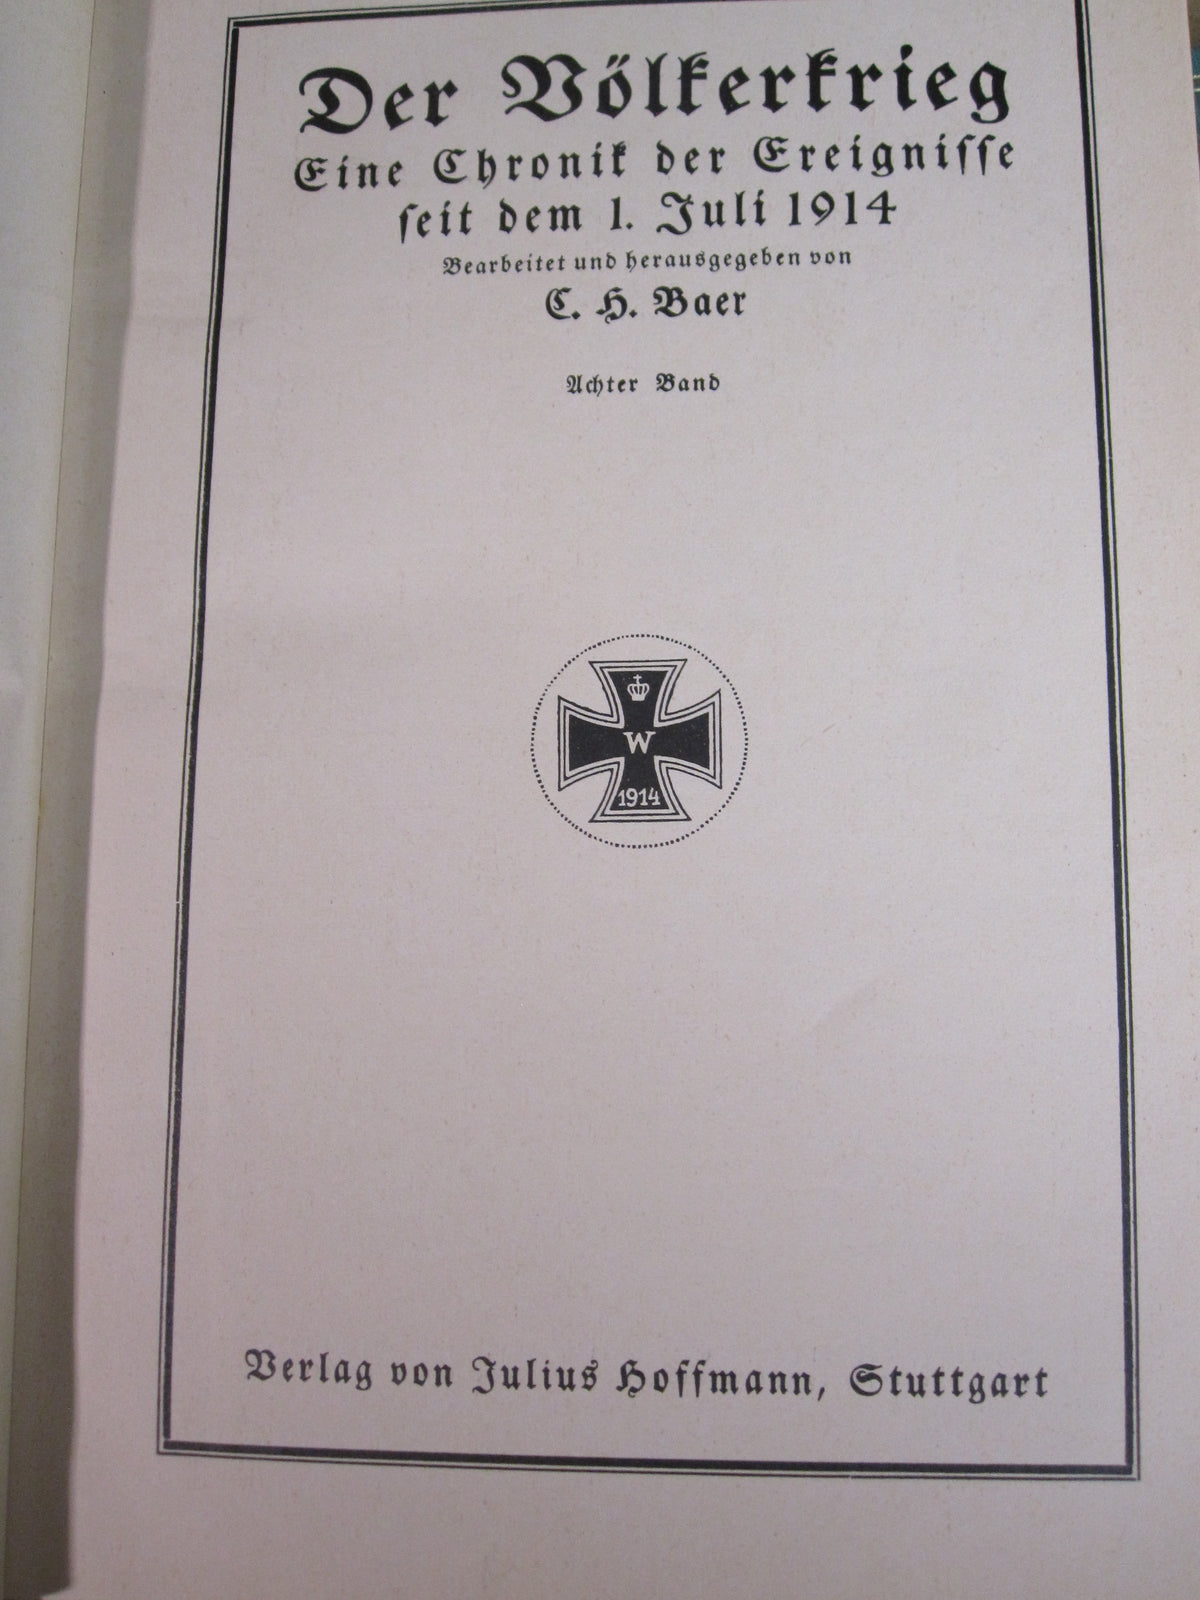 Der Völkerkrieg
Eine Chronik der Ereigniſſe
ſeit dem 1. Juli 1914
Bearbeitet und herausgegeben von
C. H. Baer
Achter Band
W
1914
Verlag von Julius Hoffmann, Stuttgart